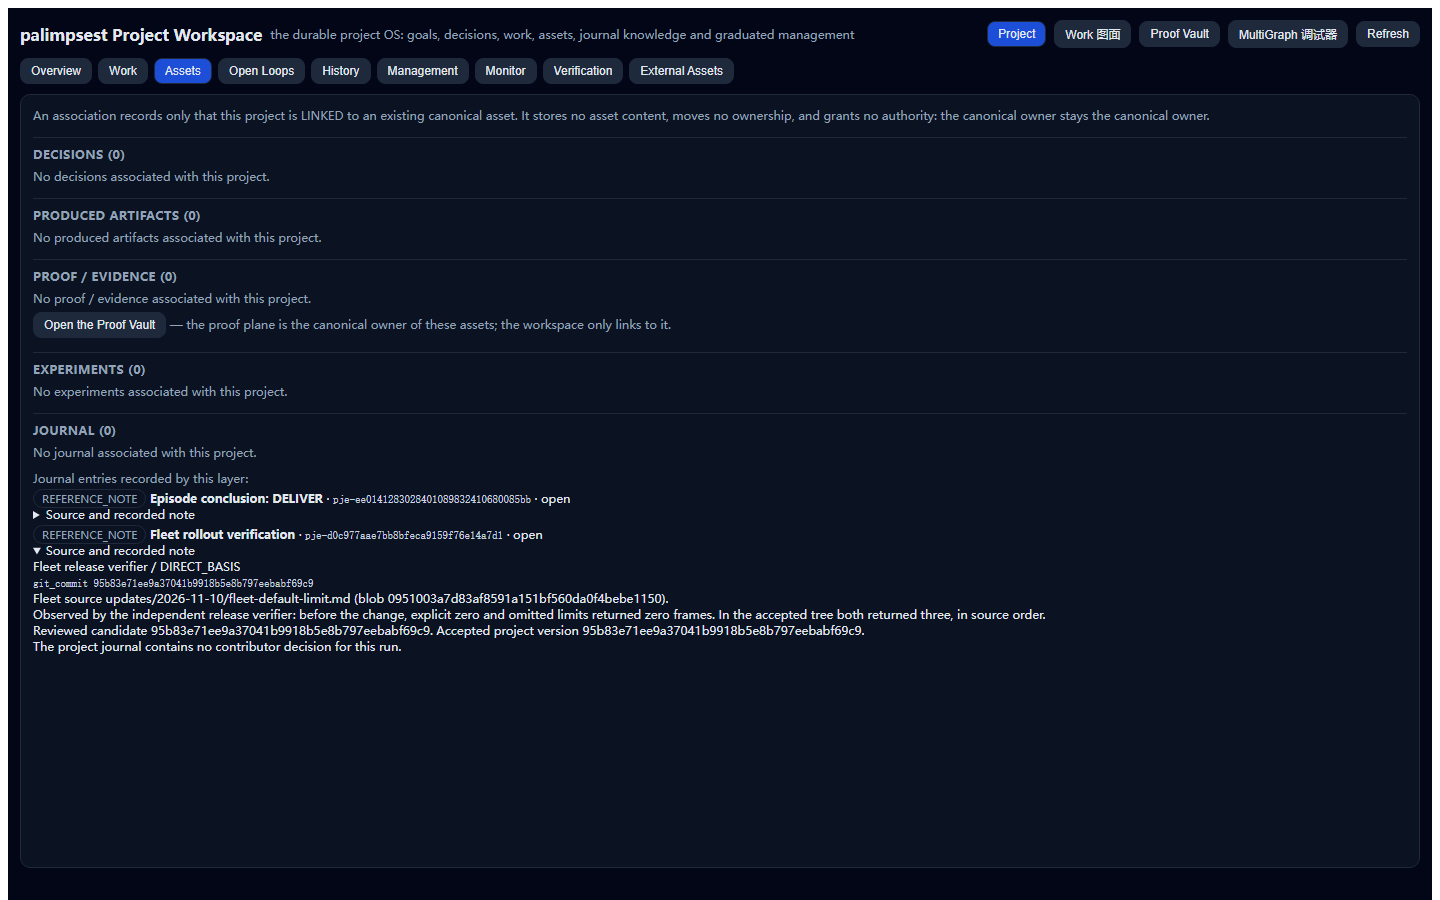 palimpsest Project Workspace the durable project OS: goals, decisions, work, assets, journal knowledge and graduated management Project Work 图面 Proof Vault MultiGraph 调试器 Refresh
Overview Work Assets Open Loops History Management Monitor Verification External Assets
An association records only that this project is LINKED to an existing canonical asset. It stores no asset content, moves no ownership, and grants no authority: the canonical owner stays the canonical owner.
DECISIONS (0)
No decisions associated with this project.
PRODUCED ARTIFACTS (0)
No produced artifacts associated with this project.
PROOF / EVIDENCE (0)
No proof / evidence associated with this project.
Open the Proof Vault — the proof plane is the canonical owner of these assets; the workspace only links to it.
EXPERIMENTS (0)
No experiments associated with this project.
JOURNAL (0)
No journal associated with this project.
Journal entries recorded by this layer:
REFERENCE_NOTE Episode conclusion: DELIVER · pje-ee0141283028401089832410680085bb · open
▶ Source and recorded note
REFERENCE_NOTE Fleet rollout verification · pje-d0c977aae7bb8bfeca9159f76e14a7d1 · open
▼ Source and recorded note
Fleet release verifier / DIRECT_BASIS
git_commit 95b83e71ee9a37041b9918b5e8b797eebabf69c9
Fleet source updates/2026-11-10/fleet-default-limit.md (blob 0951003a7d83af8591a151bf560da0f4bebe1150).
Observed by the independent release verifier: before the change, explicit zero and omitted limits returned zero frames. In the accepted tree both returned three, in source order.
Reviewed candidate 95b83e71ee9a37041b9918b5e8b797eebabf69c9. Accepted project version 95b83e71ee9a37041b9918b5e8b797eebabf69c9.
The project journal contains no contributor decision for this run.